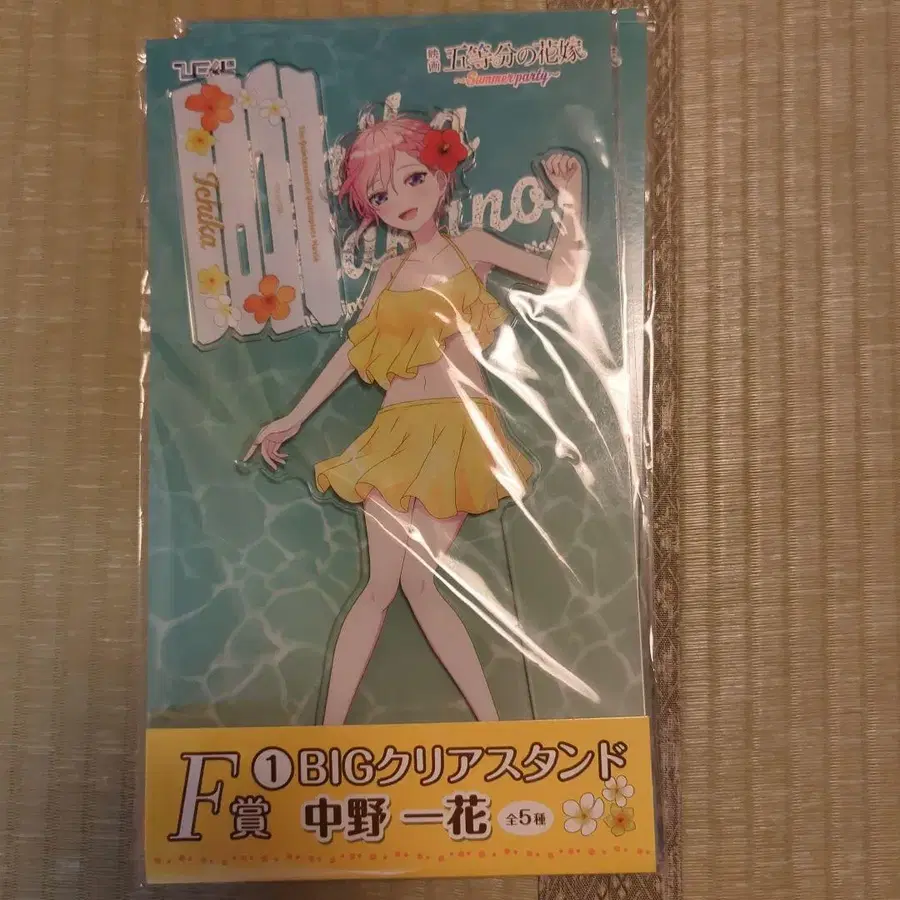 映画 五等分の花嫁
~Summer party~
Ichika
F賞 ①BIGクリアスタンド
中野 一花 全5種